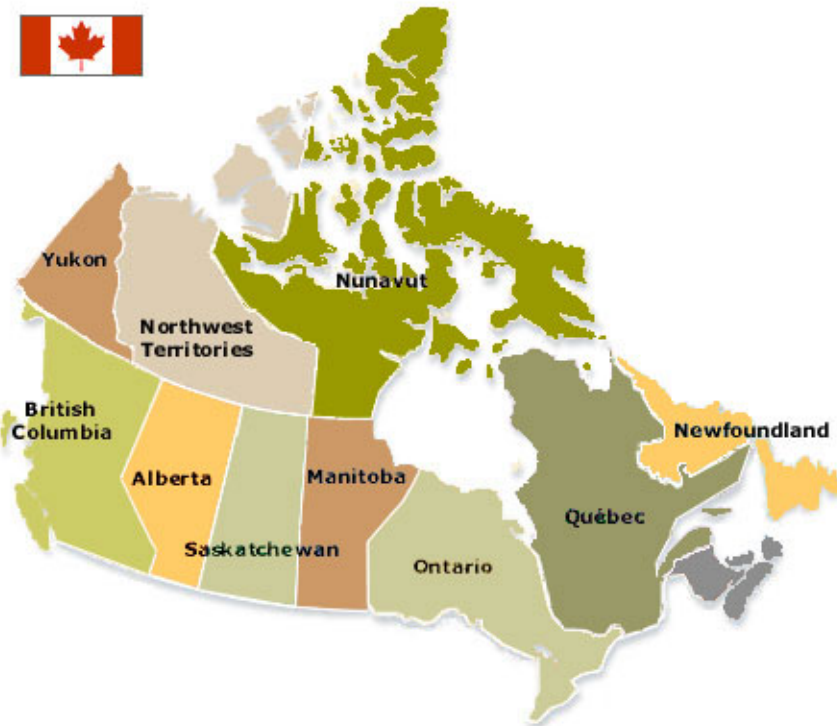 Yukon
Nunavut
Northwest
Territories
British
Columbia
Alberta
Manitoba
Saskatchewan
Newfoundland
Québec
Ontario